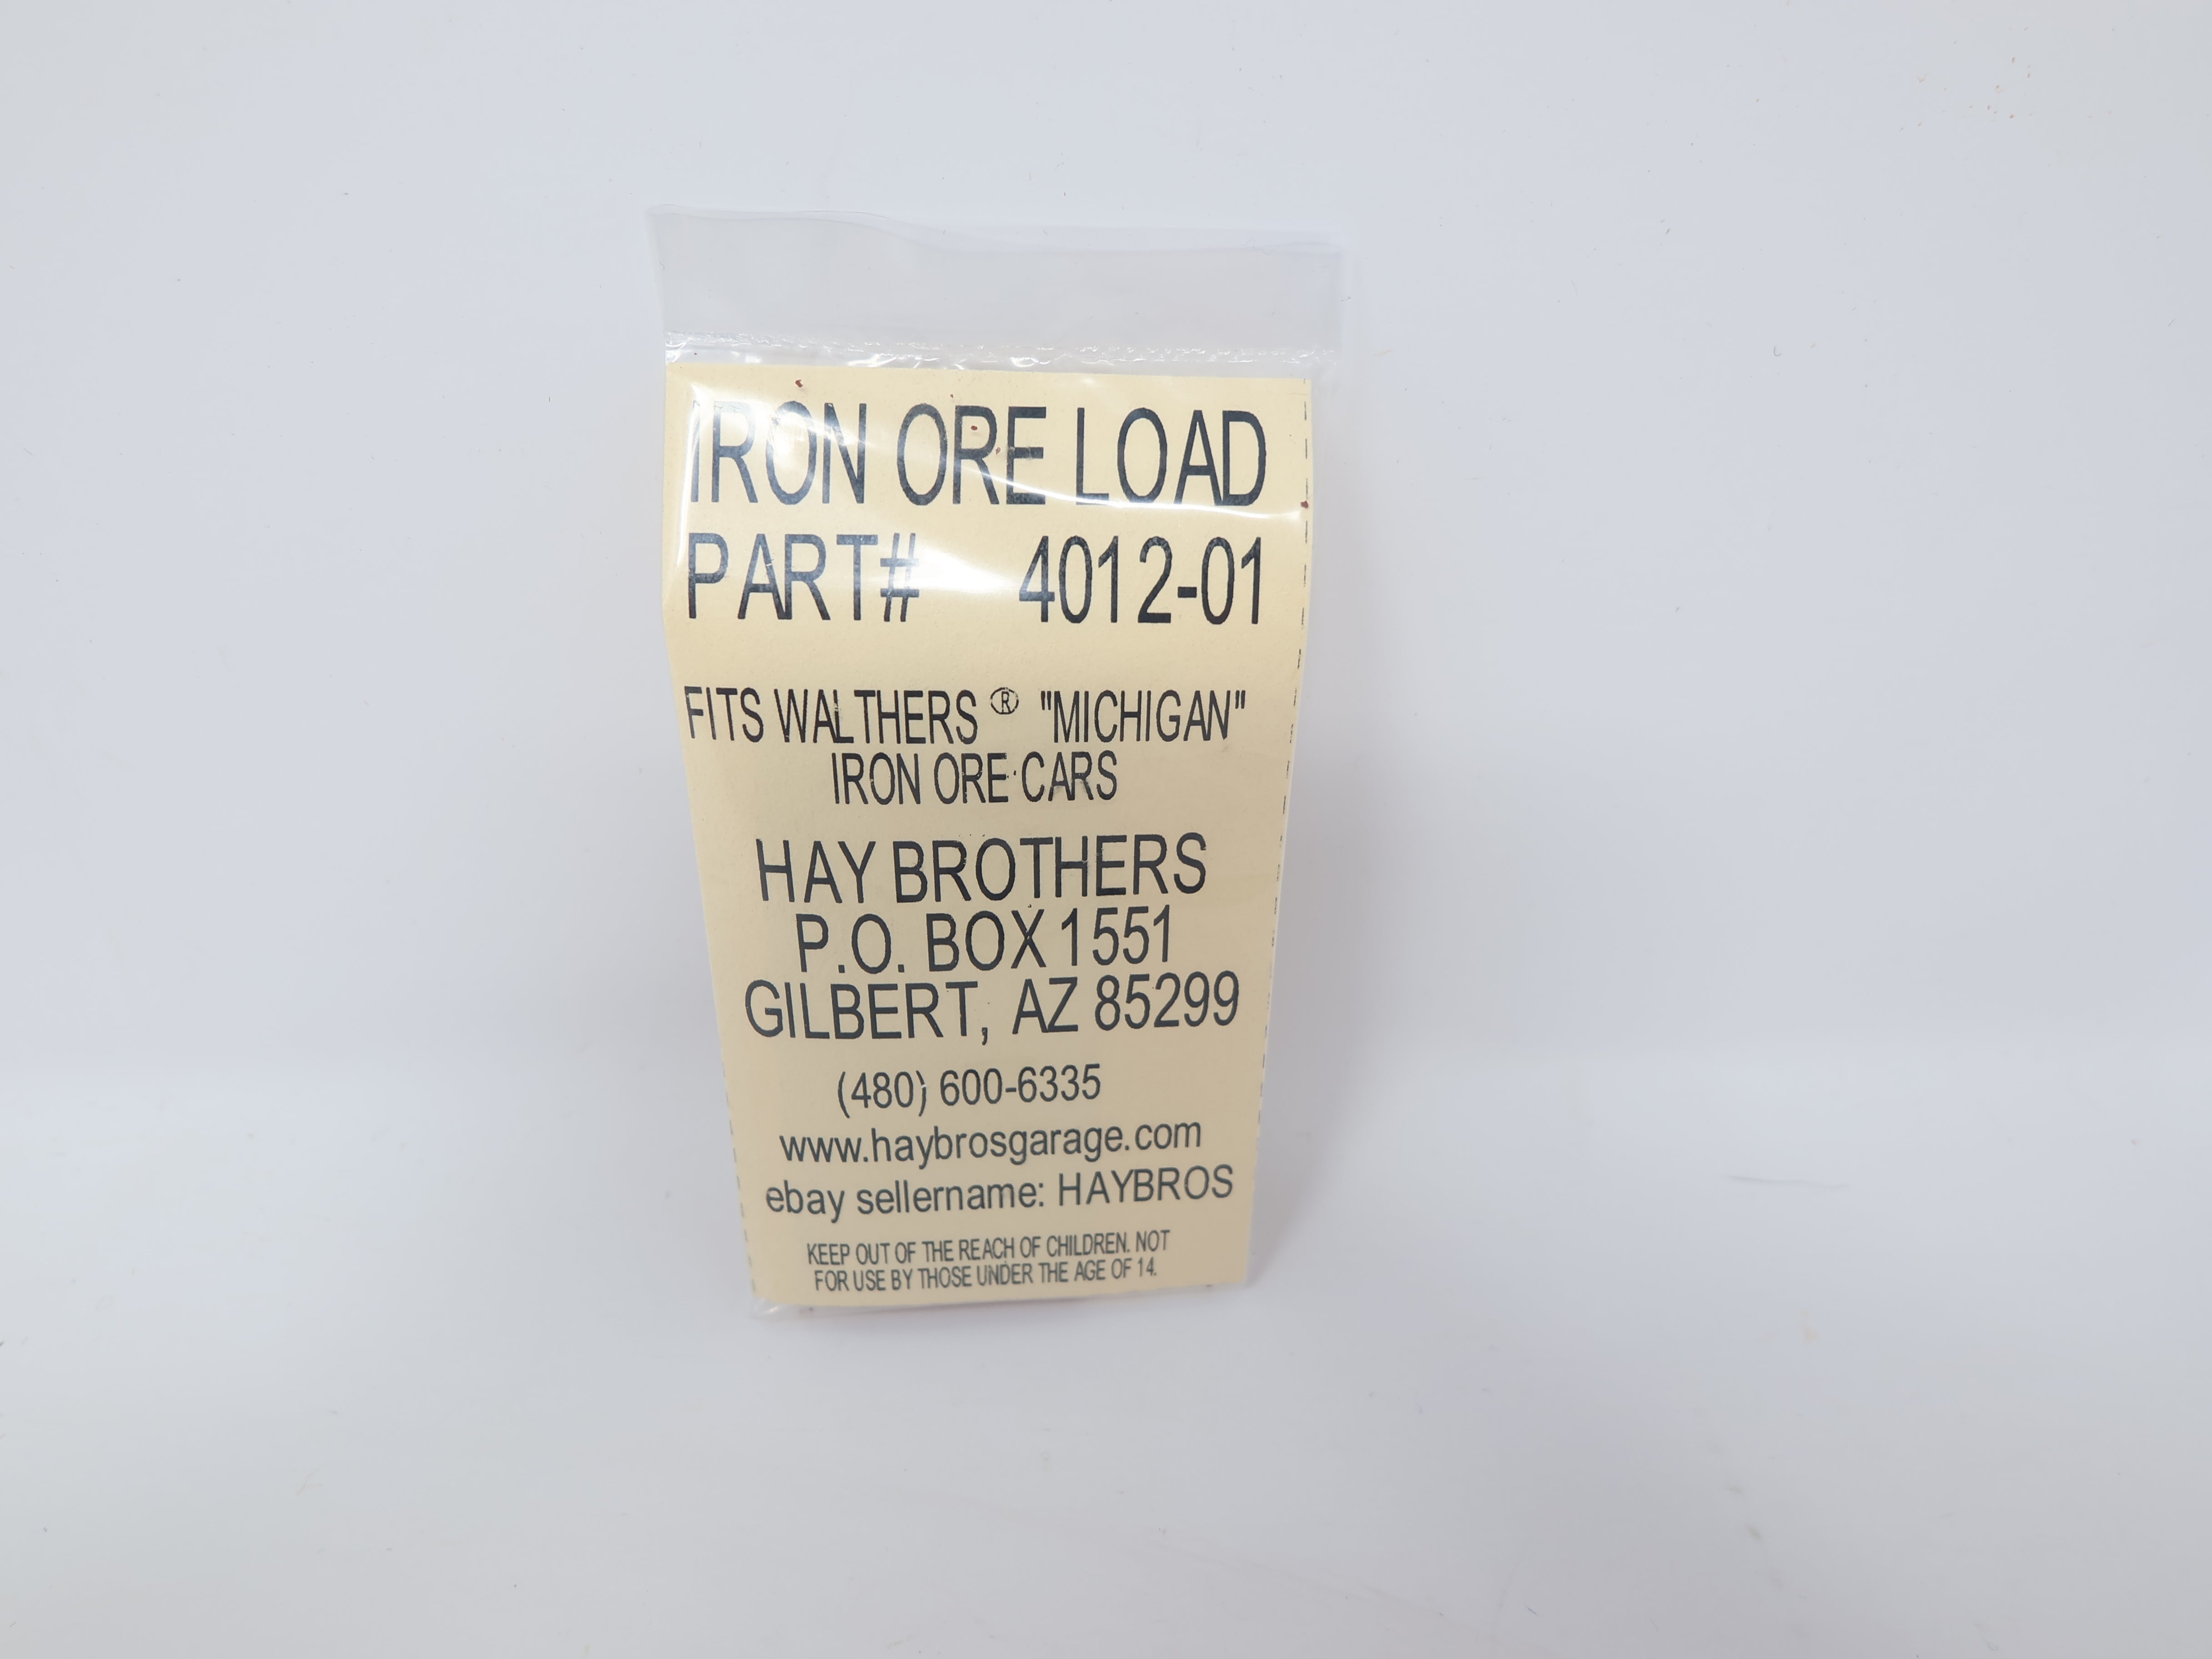 IRON ORE LOAD
PART# 4012-01
FITS WALTHERS ® "MICHIGAN"
IRON ORE CARS
HAY BROTHERS
P.O. BOX 1551
GILBERT, AZ 85299
(480) 600-6335
www.haybrosgarage.com
ebay sellername: HAYBROS
KEEP OUT OF THE REACH OF CHILDREN. NOT
FOR USE BY THOSE UNDER THE AGE OF 14.